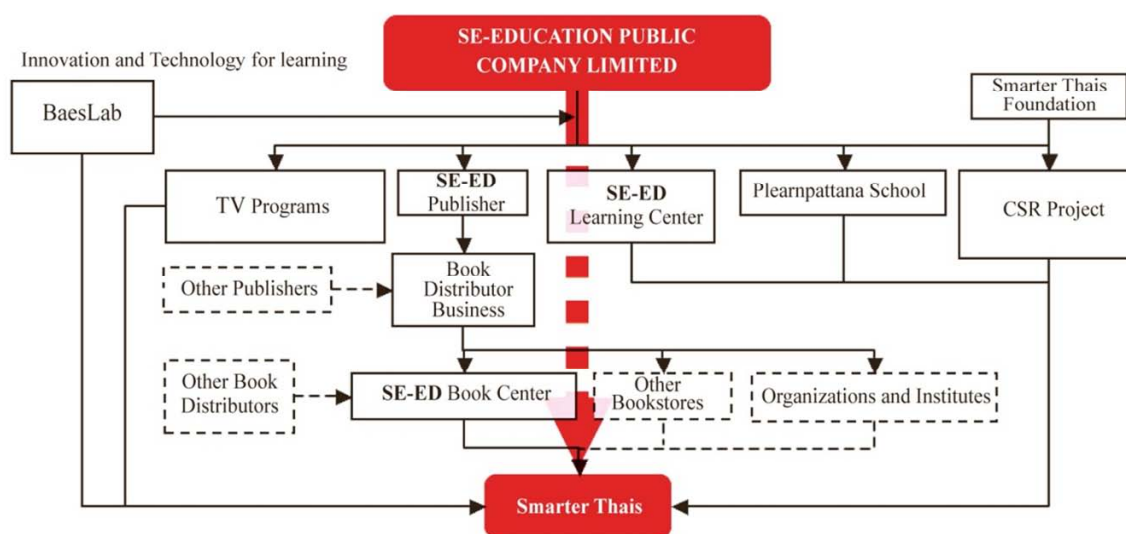 SE-EDUCATION PUBLIC
COMPANY LIMITED
Innovation and Technology for learning
BaesLab
Smarter Thais
Foundation
TV Programs
SE-ED
Publisher
SE-ED
Learning Center
Plearnpattana School
CSR Project
Other Publishers
Book
Distributor
Business
Other Book
Distributors
SE-ED Book Center
Other
Bookstores
Organizations and Institutes
Smarter Thais